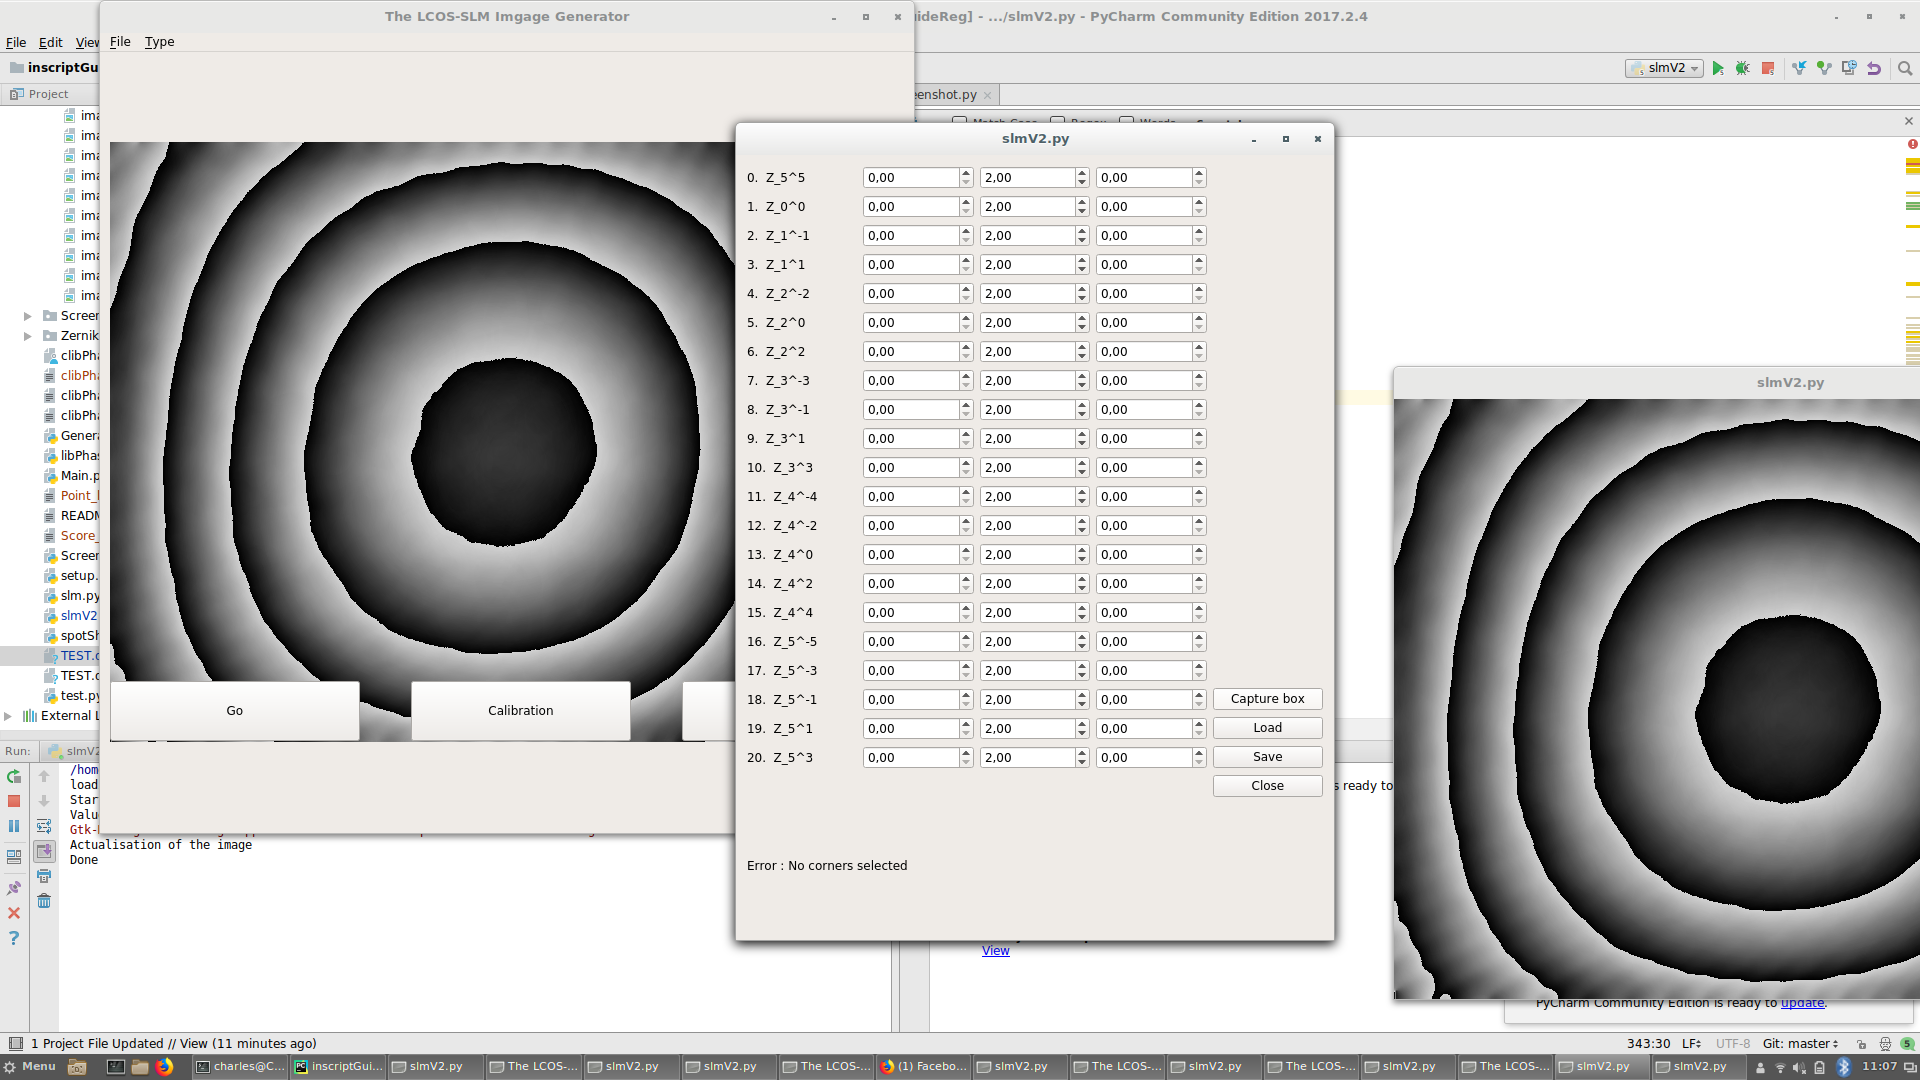 The LCOS-SLM Imgage Generator
ideReg] - .../slmV2.py - PyCharm Community Edition 2017.2.4
File Edit View
File Type
inscriptGu
slmV2
Project
enshot.py
ima
ima
ima
ima
ima
ima
ima
ima
ima
ima
Screen
Zernik
clibPha
clibPha
clibPha
clibPha
Genera
libPhas
Main.p
Point_
READM
Score_
Screen
setup.
slm.py
slmV2
spotSh
TEST.c
TEST.c
test.py
External L
Go
Calibration
slmV2.py
0. Z_5^5 0,00 2,00 0,00
1. Z_0^0 0,00 2,00 0,00
2. Z_1^-1 0,00 2,00 0,00
3. Z_1^1 0,00 2,00 0,00
4. Z_2^-2 0,00 2,00 0,00
5. Z_2^0 0,00 2,00 0,00
6. Z_2^2 0,00 2,00 0,00
7. Z_3^-3 0,00 2,00 0,00
8. Z_3^-1 0,00 2,00 0,00
9. Z_3^1 0,00 2,00 0,00
10. Z_3^3 0,00 2,00 0,00
11. Z_4^-4 0,00 2,00 0,00
12. Z_4^-2 0,00 2,00 0,00
13. Z_4^0 0,00 2,00 0,00
14. Z_4^2 0,00 2,00 0,00
15. Z_4^4 0,00 2,00 0,00
16. Z_5^-5 0,00 2,00 0,00
17. Z_5^-3 0,00 2,00 0,00
18. Z_5^-1 0,00 2,00 0,00 Capture box
19. Z_5^1 0,00 2,00 0,00 Load
20. Z_5^3 0,00 2,00 0,00 Save
Close
Error : No corners selected
slmV2.py
Run: slmV2
/hom
load
Star
Valu
Gtk-
Actualisation of the image
Done
s ready to
View
PyCharm Community Edition is ready to update.
1 Project File Updated // View (11 minutes ago)
343:30 LF÷ UTF-8 Git: master÷ 5
Menu charles@C... inscriptGui... slmV2.py The LCOS-... slmV2.py slmV2.py The LCOS-... (1) Facebo... slmV2.py The LCOS-... slmV2.py The LCOS-... slmV2.py The LCOS-... slmV2.py slmV2.py 11:07